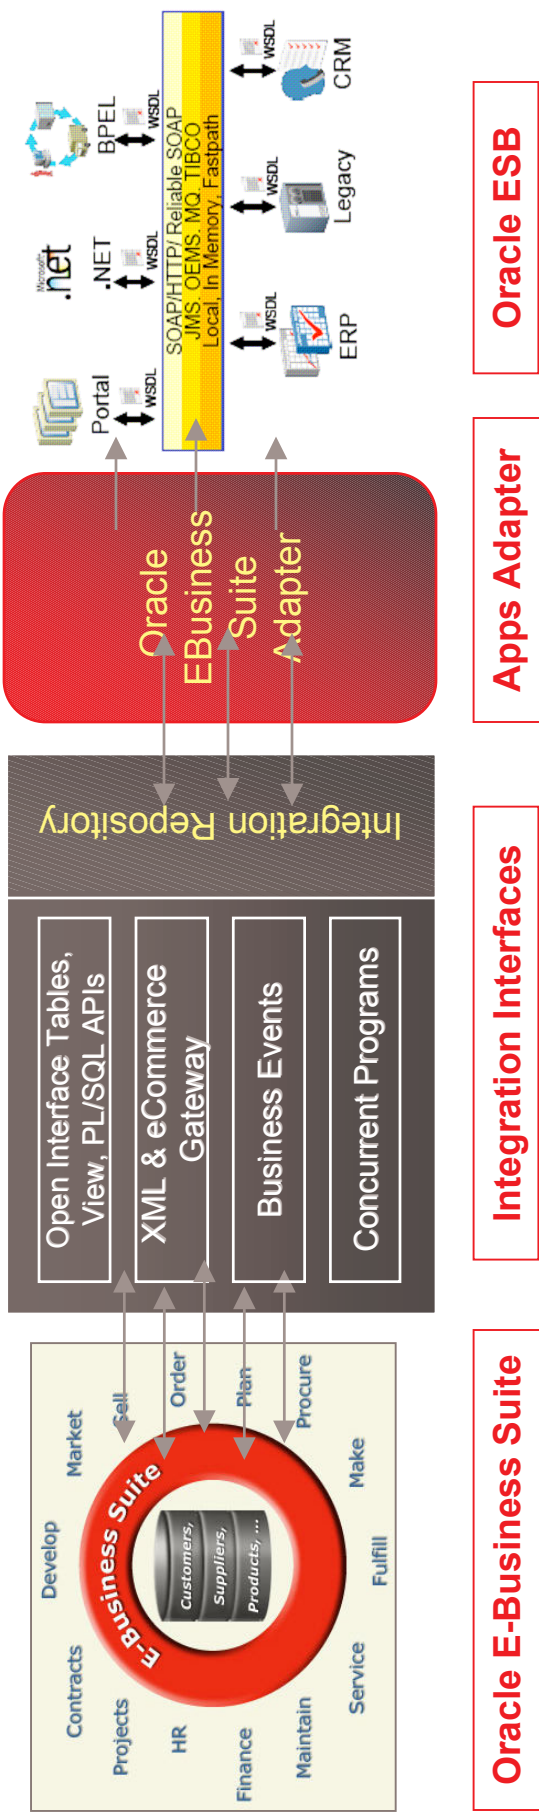 Develop
Contracts
Market
Projects
Sell
HR
Order
Finance
Plan
Maintain
Procure
Service
Make
Fulfill
E-Business Suite
Customers,
Suppliers,
Products, ...
Open Interface Tables,
View, PL/SQL APIs
XML & eCommerce
Gateway
Business Events
Concurrent Programs
Integration Repository
Oracle
EBusiness
Suite
Adapter
Microsoft
.net
Portal
.NET
BPEL
WSDL
WSDL
WSDL
SOAP/HTTP/ Reliable SOAP
JMS, OEMS, MQ, TIBCO
Local, In Memory, Fastpath
WSDL
WSDL
WSDL
ERP
Legacy
CRM
Oracle E-Business Suite
Integration Interfaces
Apps Adapter
Oracle ESB